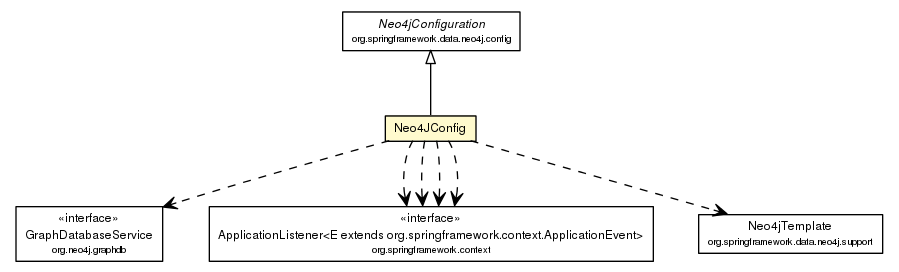 Neo4jConfiguration
org.springframework.data.neo4j.config
Neo4JConfig
«interface»
GraphDatabaseService
org.neo4j.graphdb
«interface»
ApplicationListener<E extends org.springframework.context.ApplicationEvent>
org.springframework.context
Neo4jTemplate
org.springframework.data.neo4j.support